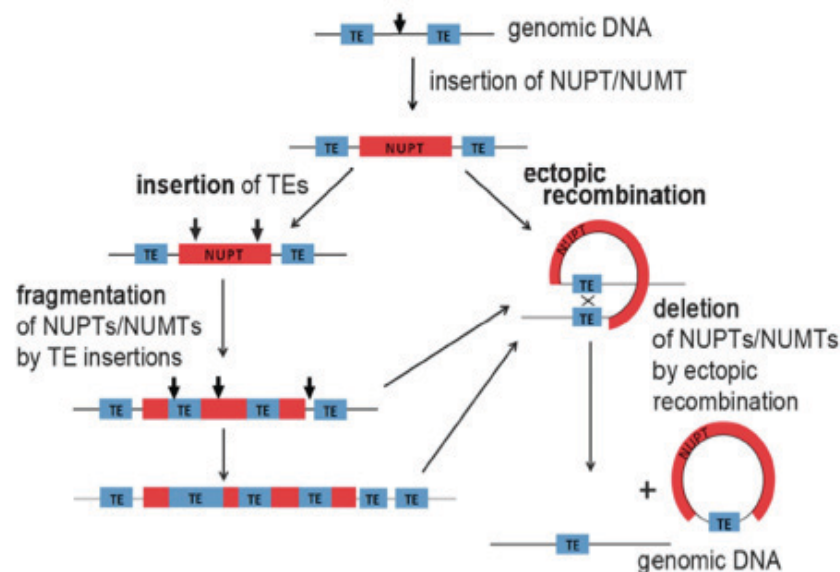 TE TE genomic DNA
insertion of NUPT/NUMT
TE NUPT TE
insertion of TEs
ectopic
recombination
TE NUPT TE
NUPT
TE
TE
fragmentation
of NUPTs/NUMTs
by TE insertions
deletion
of NUPTs/NUMTs
by ectopic
recombination
TE TE TE TE
TE TE TE TE TE TE
NUPT
+
TE
TE
genomic DNA